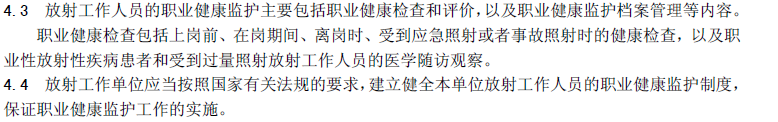 4.3 放射工作人员的职业健康监护主要包括职业健康检查和评价，以及职业健康监护档案管理等内容。
职业健康检查包括上岗前、在岗期间、离岗时、受到应急照射或者事故照射时的健康检查，以及职
业性放射性疾病患者和受到过量照射放射工作人员的医学随访观察。
4.4 放射工作单位应当按照国家有关法规的要求，建立健全本单位放射工作人员的职业健康监护制度，
保证职业健康监护工作的实施。